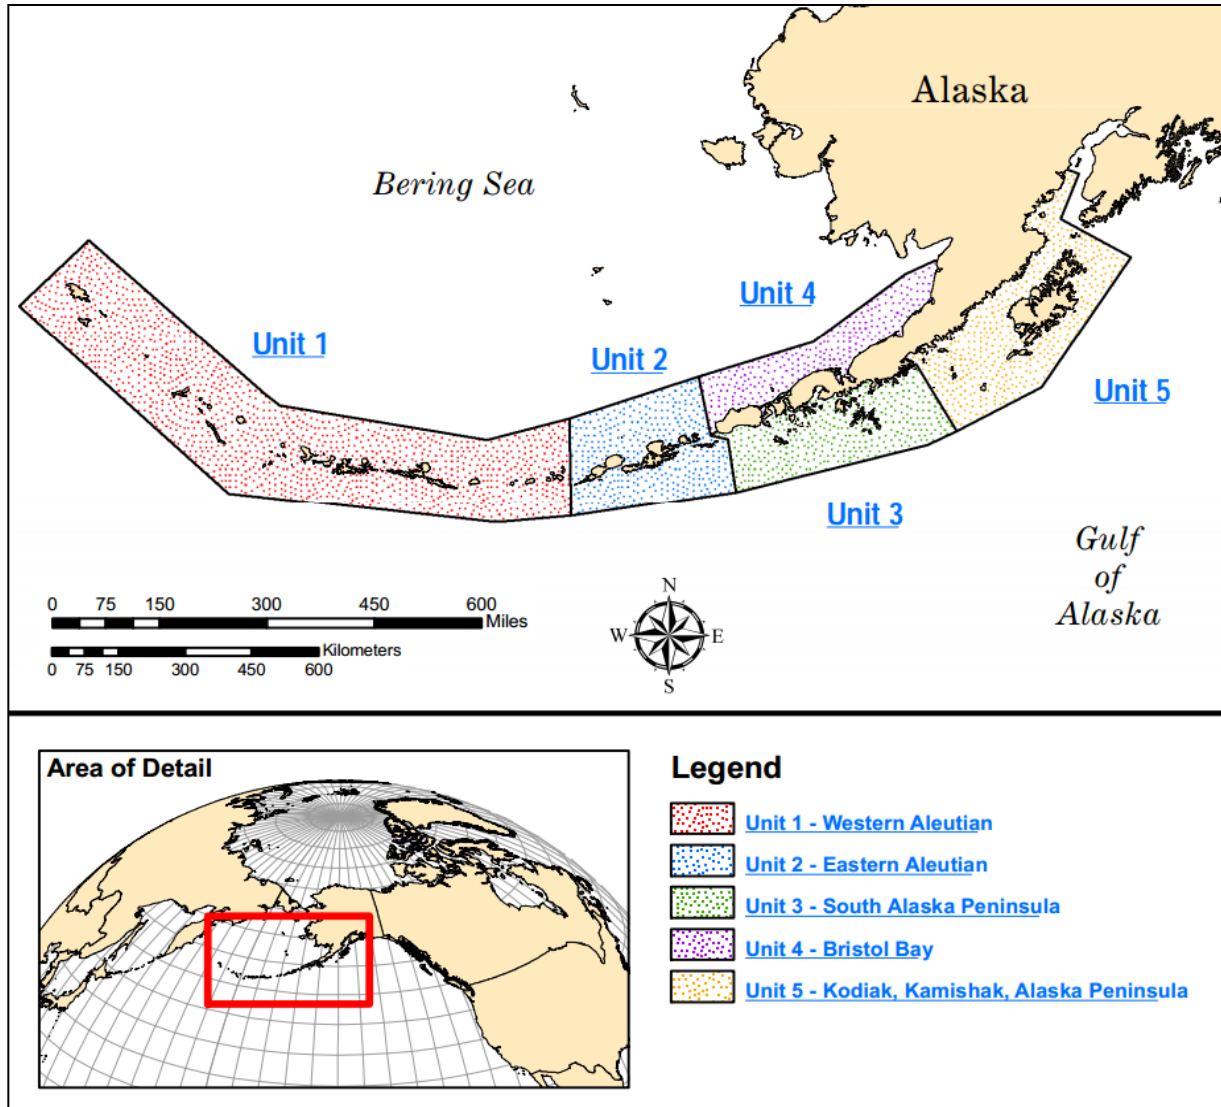 Alaska
Bering Sea
Unit 4
Unit 1
Unit 2
Unit 5
Unit 3
Gulf
of
Alaska
0 75 150 300 450 600
Miles
Kilometers
0 75 150 300 450 600
N
W E
S
Area of Detail
Legend
Unit 1 - Western Aleutian
Unit 2 - Eastern Aleutian
Unit 3 - South Alaska Peninsula
Unit 4 - Bristol Bay
Unit 5 - Kodiak, Kamishak, Alaska Peninsula